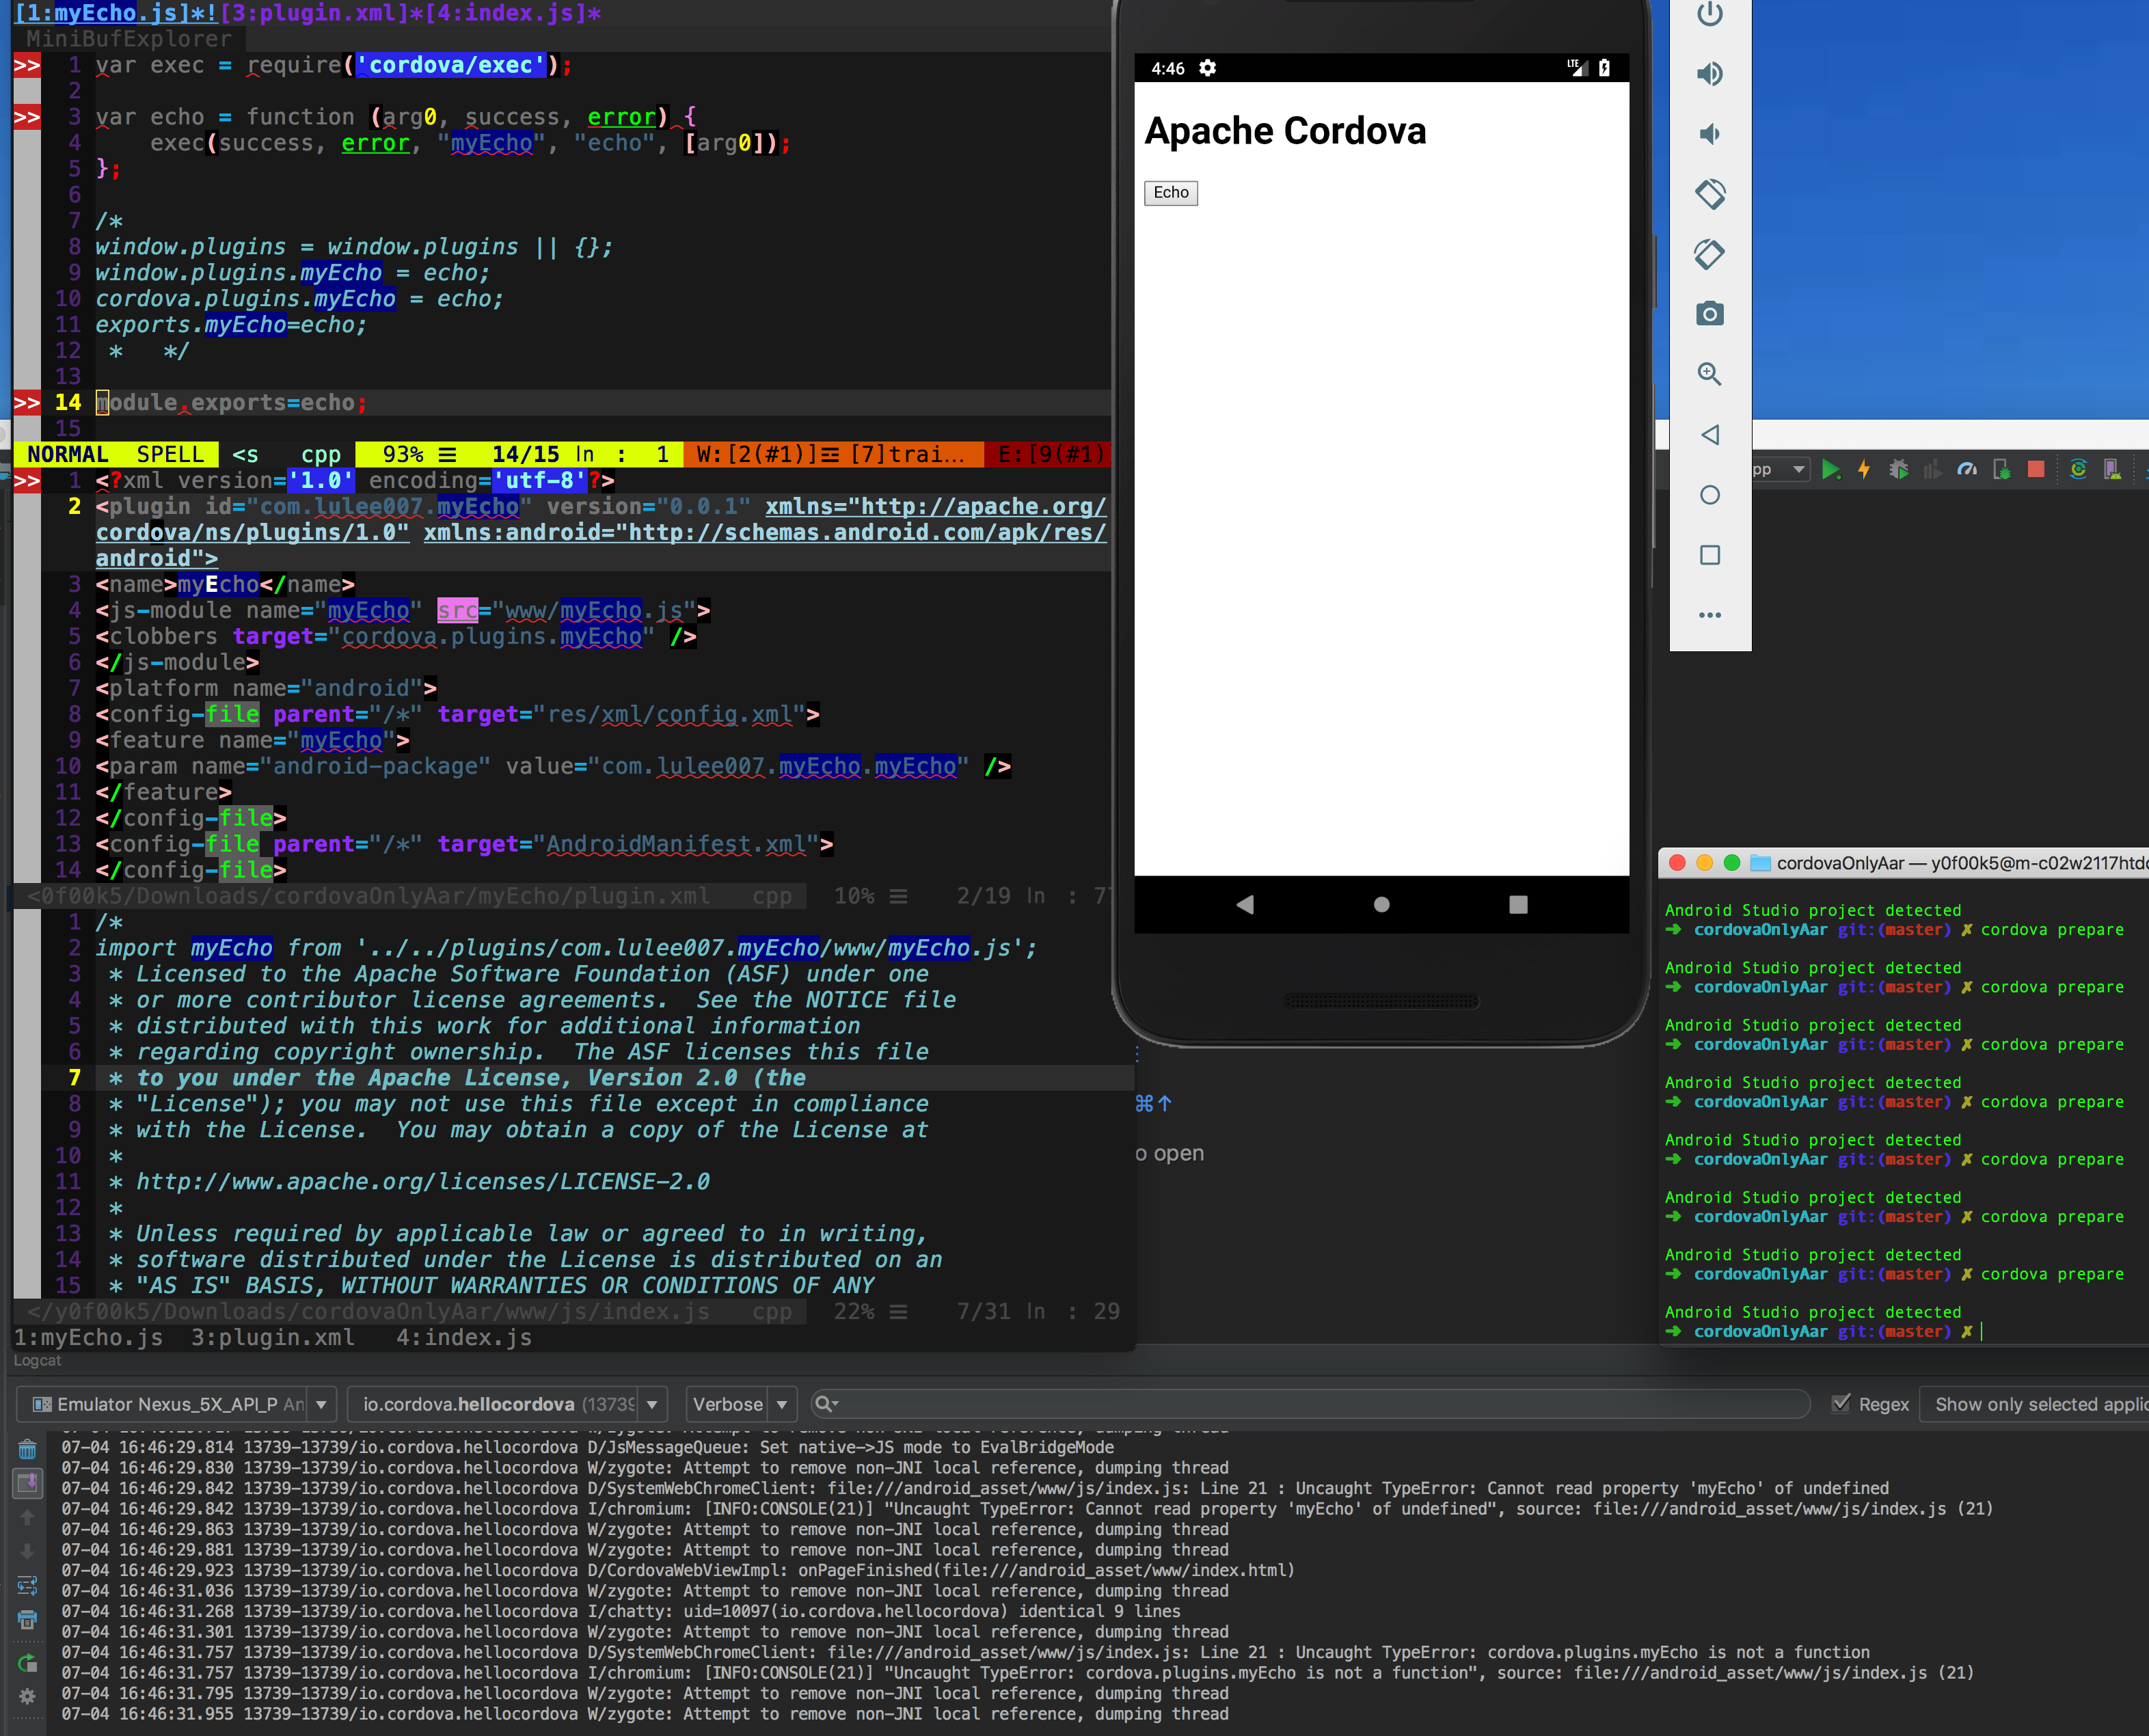 [1:myEcho.js]*![3:plugin.xml]*[4:index.js]*
MiniBufExplorer
>> 1 var exec = require('cordova/exec');
2
>> 3 var echo = function (arg0, success, error) {
4 exec(success, error, "myEcho", "echo", [arg0]);
5 };
6
7 /*
8 window.plugins = window.plugins || {};
9 window.plugins.myEcho = echo;
10 cordova.plugins.myEcho = echo;
11 exports.myEcho=echo;
12 * */
13
>> 14 module.exports=echo;
15
NORMAL SPELL <s cpp 93% ☰ 14/15 ln : 1 W:[2(#1)]☰ [7]trai... E:[9(#1)
>> 1 <?xml version='1.0' encoding='utf-8'?>
2 <plugin id="com.lulee007.myEcho" version="0.0.1" xmlns="http://apache.org/
cordova/ns/plugins/1.0" xmlns:android="http://schemas.android.com/apk/res/
android">
3 <name>myEcho</name>
4 <js-module name="myEcho" src="www/myEcho.js">
5 <clobbers target="cordova.plugins.myEcho" />
6 </js-module>
7 <platform name="android">
8 <config-file parent="/*" target="res/xml/config.xml">
9 <feature name="myEcho">
10 <param name="android-package" value="com.lulee007.myEcho.myEcho" />
11 </feature>
12 </config-file>
13 <config-file parent="/*" target="AndroidManifest.xml">
14 </config-file>
<0f00k5/Downloads/cordovaOnlyAar/myEcho/plugin.xml cpp 10% ☰ 2/19 ln : 77
1 /*
2 import myEcho from '../../plugins/com.lulee007.myEcho/www/myEcho.js';
3 * Licensed to the Apache Software Foundation (ASF) under one
4 * or more contributor license agreements. See the NOTICE file
5 * distributed with this work for additional information
6 * regarding copyright ownership. The ASF licenses this file
7 * to you under the Apache License, Version 2.0 (the
8 * "License"); you may not use this file except in compliance
9 * with the License. You may obtain a copy of the License at
10 *
11 * http://www.apache.org/licenses/LICENSE-2.0
12 *
13 * Unless required by applicable law or agreed to in writing,
14 * software distributed under the License is distributed on an
15 * "AS IS" BASIS, WITHOUT WARRANTIES OR CONDITIONS OF ANY
</y0f00k5/Downloads/cordovaOnlyAar/www/js/index.js cpp 22% ☰ 7/31 ln : 29
1:myEcho.js 3:plugin.xml 4:index.js
4:46 LTE
Apache Cordova
Echo
⌘↑
o open
pp
cordovaOnlyAar — y0f00k5@m-c02w2117htd
Android Studio project detected
➜ cordovaOnlyAar git:(master) ✗ cordova prepare
Android Studio project detected
➜ cordovaOnlyAar git:(master) ✗ cordova prepare
Android Studio project detected
➜ cordovaOnlyAar git:(master) ✗ cordova prepare
Android Studio project detected
➜ cordovaOnlyAar git:(master) ✗ cordova prepare
Android Studio project detected
➜ cordovaOnlyAar git:(master) ✗ cordova prepare
Android Studio project detected
➜ cordovaOnlyAar git:(master) ✗ cordova prepare
Android Studio project detected
➜ cordovaOnlyAar git:(master) ✗ cordova prepare
Android Studio project detected
➜ cordovaOnlyAar git:(master) ✗
Logcat
Emulator Nexus_5X_API_P An io.cordova.hellocordova (13739 Verbose Regex Show only selected applic
07-04 16:46:29.814 13739-13739/io.cordova.hellocordova D/JsMessageQueue: Set native->JS mode to EvalBridgeMode
07-04 16:46:29.830 13739-13739/io.cordova.hellocordova W/zygote: Attempt to remove non-JNI local reference, dumping thread
07-04 16:46:29.842 13739-13739/io.cordova.hellocordova D/SystemWebChromeClient: file:///android_asset/www/js/index.js: Line 21 : Uncaught TypeError: Cannot read property 'myEcho' of undefined
07-04 16:46:29.842 13739-13739/io.cordova.hellocordova I/chromium: [INFO:CONSOLE(21)] "Uncaught TypeError: Cannot read property 'myEcho' of undefined", source: file:///android_asset/www/js/index.js (21)
07-04 16:46:29.863 13739-13739/io.cordova.hellocordova W/zygote: Attempt to remove non-JNI local reference, dumping thread
07-04 16:46:29.881 13739-13739/io.cordova.hellocordova W/zygote: Attempt to remove non-JNI local reference, dumping thread
07-04 16:46:29.923 13739-13739/io.cordova.hellocordova D/CordovaWebViewImpl: onPageFinished(file:///android_asset/www/index.html)
07-04 16:46:31.036 13739-13739/io.cordova.hellocordova W/zygote: Attempt to remove non-JNI local reference, dumping thread
07-04 16:46:31.268 13739-13739/io.cordova.hellocordova I/chatty: uid=10097(io.cordova.hellocordova) identical 9 lines
07-04 16:46:31.301 13739-13739/io.cordova.hellocordova W/zygote: Attempt to remove non-JNI local reference, dumping thread
07-04 16:46:31.757 13739-13739/io.cordova.hellocordova D/SystemWebChromeClient: file:///android_asset/www/js/index.js: Line 21 : Uncaught TypeError: cordova.plugins.myEcho is not a function
07-04 16:46:31.757 13739-13739/io.cordova.hellocordova I/chromium: [INFO:CONSOLE(21)] "Uncaught TypeError: cordova.plugins.myEcho is not a function", source: file:///android_asset/www/js/index.js (21)
07-04 16:46:31.795 13739-13739/io.cordova.hellocordova W/zygote: Attempt to remove non-JNI local reference, dumping thread
07-04 16:46:31.955 13739-13739/io.cordova.hellocordova W/zygote: Attempt to remove non-JNI local reference, dumping thread